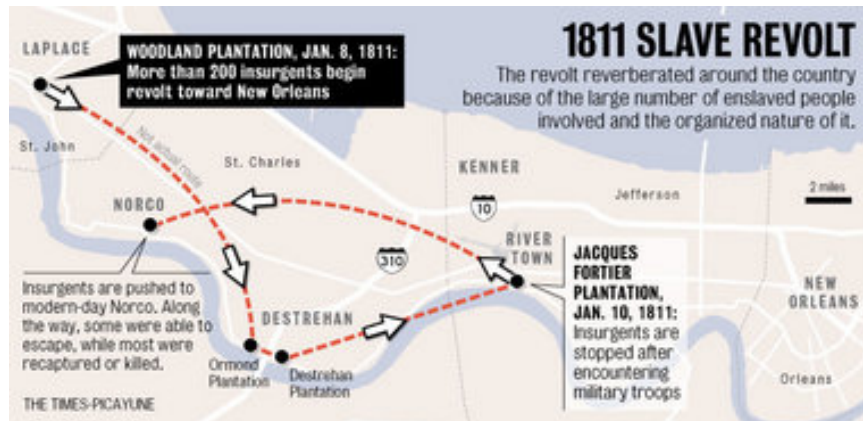 1811 SLAVE REVOLT
The revolt reverberated around the country
because of the large number of enslaved people
involved and the organized nature of it.
LAPLACE
WOODLAND PLANTATION, JAN. 8, 1811:
More than 200 insurgents begin
revolt toward New Orleans
St. John
Not actual route
St. Charles
KENNER
10
Jefferson
2 miles
NORCO
310
RIVER
TOWN
JACQUES
FORTIER
PLANTATION,
JAN. 10, 1811:
Insurgents are
stopped after
encountering
military troops
NEW
ORLEANS
Orleans
Insurgents are pushed to
modern-day Norco. Along
the way, some were able to
escape, while most were
recaptured or killed.
DESTREHAN
Ormond
Plantation
Destrehan
Plantation
THE TIMES-PICAYUNE